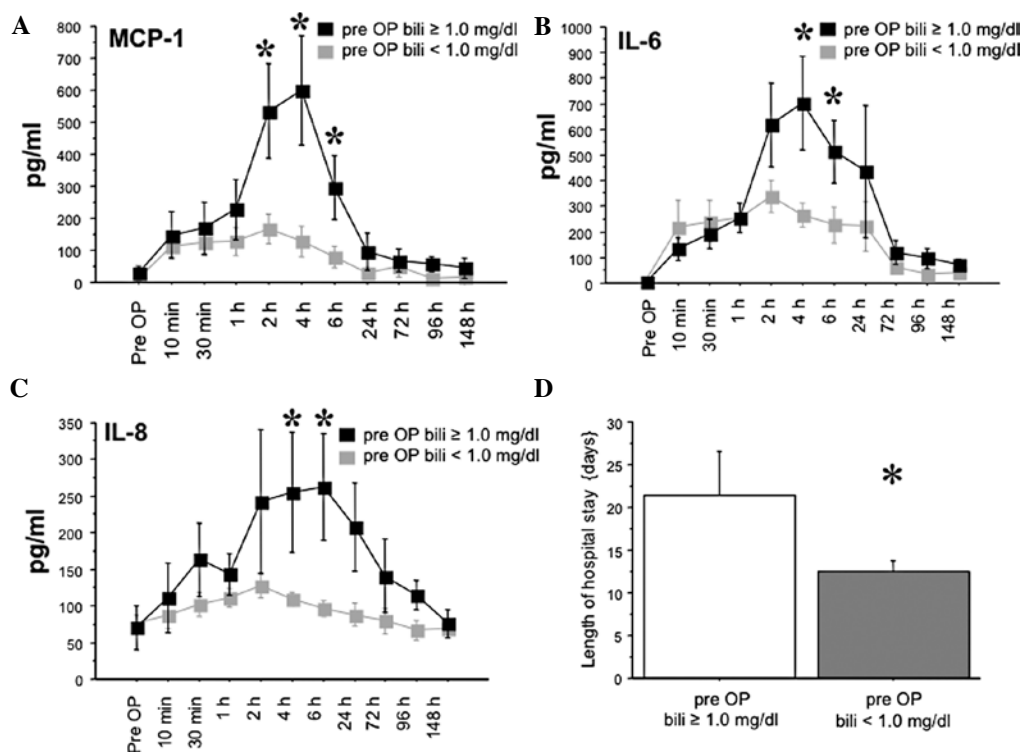 A
MCP-1
pre OP bili ≥ 1.0 mg/dl
pre OP bili < 1.0 mg/dl
* * *
pg/ml
800
700
600
500
400
300
200
100
0
Pre OP
10 min
30 min
1 h
2 h
4 h
6 h
24 h
72 h
96 h
148 h
B
IL-6
pre OP bili ≥ 1.0 mg/dl
pre OP bili < 1.0 mg/dl
* *
pg/ml
1000
900
800
700
600
500
400
300
200
100
0
Pre OP
10 min
30 min
1 h
2 h
4 h
6 h
24 h
72 h
96 h
148 h
C
IL-8
pre OP bili ≥ 1.0 mg/dl
pre OP bili < 1.0 mg/dl
* *
pg/ml
350
300
250
200
150
100
50
0
Pre OP
10 min
30 min
1 h
2 h
4 h
6 h
24 h
72 h
96 h
148 h
D
Length of hospital stay {days}
30
25
20
15
10
5
0
*
pre OP
bili ≥ 1.0 mg/dl
pre OP
bili < 1.0 mg/dl